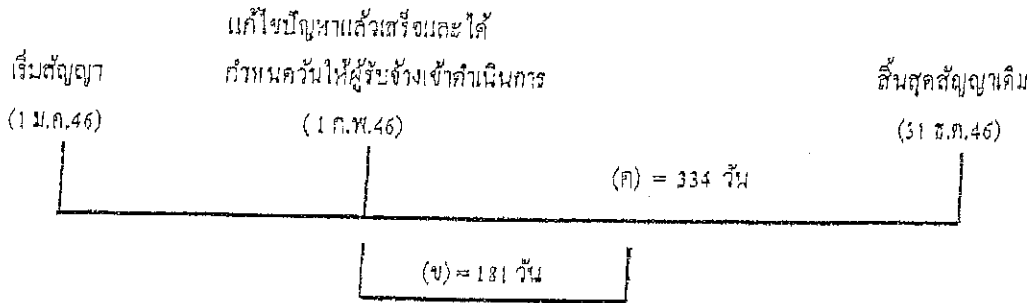 แก้ไขปัญหาแล้วเสร็จและได้
เริ่มสัญญา กำหนดวันให้ผู้รับจ้างเข้าดำเนินการ สิ้นสุดสัญญาเดิม
(1 ม.ค.46) (1 ก.พ.46) (31 ธ.ค.46)
(ค) = 334 วัน
(ข) = 181 วัน